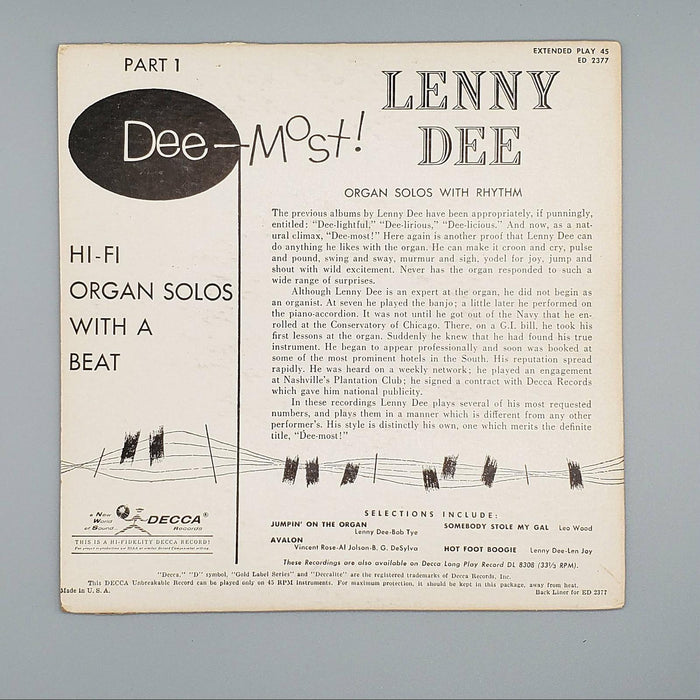 PART 1
EXTENDED PLAY 45
ED 2377
LENNY
DEE
Dee-Most!
ORGAN SOLOS WITH RHYTHM
HI-FI
ORGAN SOLOS
WITH A
BEAT
The previous albums by Lenny Dee have been appropriately, if punningly,
entitled: "Dee-lightful," "Dee-lirious," "Dee-licious." And now, as a nat-
ural climax, "Dee-most!" Here again is another proof that Lenny Dee can
do anything he likes with the organ. He can make it croon and cry, pulse
and pound, swing and sway, murmur and sigh, yodel for joy, jump and
shout with wild excitement. Never has the organ responded to such a
wide range of surprises.
Although Lenny Dee is an expert at the organ, he did not begin as
an organist. At seven he played the banjo; a little later he performed on
the piano-accordion. It was not until he got out of the Navy that he en-
rolled at the Conservatory of Chicago. There, on a G.I. bill, he took his
first lessons at the organ. Suddenly he knew that he had found his true
instrument. He began to appear professionally and soon was booked at
some of the most prominent hotels in the South. His reputation spread
rapidly. He was heard on a weekly network; he played an engagement
at Nashville's Plantation Club; he signed a contract with Decca Records
which gave him national publicity.
In these recordings Lenny Dee plays several of his most requested
numbers, and plays them in a manner which is different from any other
performer's. His style is distinctly his own, one which merits the definite
title, "Dee-most!"
a New
World
of Sound
DECCA®
Records
THIS IS A HI-FIDELITY DECCA RECORD!
SELECTIONS INCLUDE:
JUMPIN' ON THE ORGAN
Lenny Dee-Bob Tye
SOMEBODY STOLE MY GAL Leo Wood
AVALON
Vincent Rose-Al Jolson-B. G. DeSylva
HOT FOOT BOOGIE Lenny Dee-Len Joy
These Recordings are also available on Decca Long Play Record DL 8308 (33⅓ RPM).
"Decca," "D" symbol, "Gold Label Series" and "Deccalite" are the registered trademarks of Decca Records, Inc.
This DECCA Unbreakable Record can be played only on 45 RPM instruments. For maximum protection, it should be kept in this package, away from heat.
Made in U. S. A.
Back Liner for ED 2377